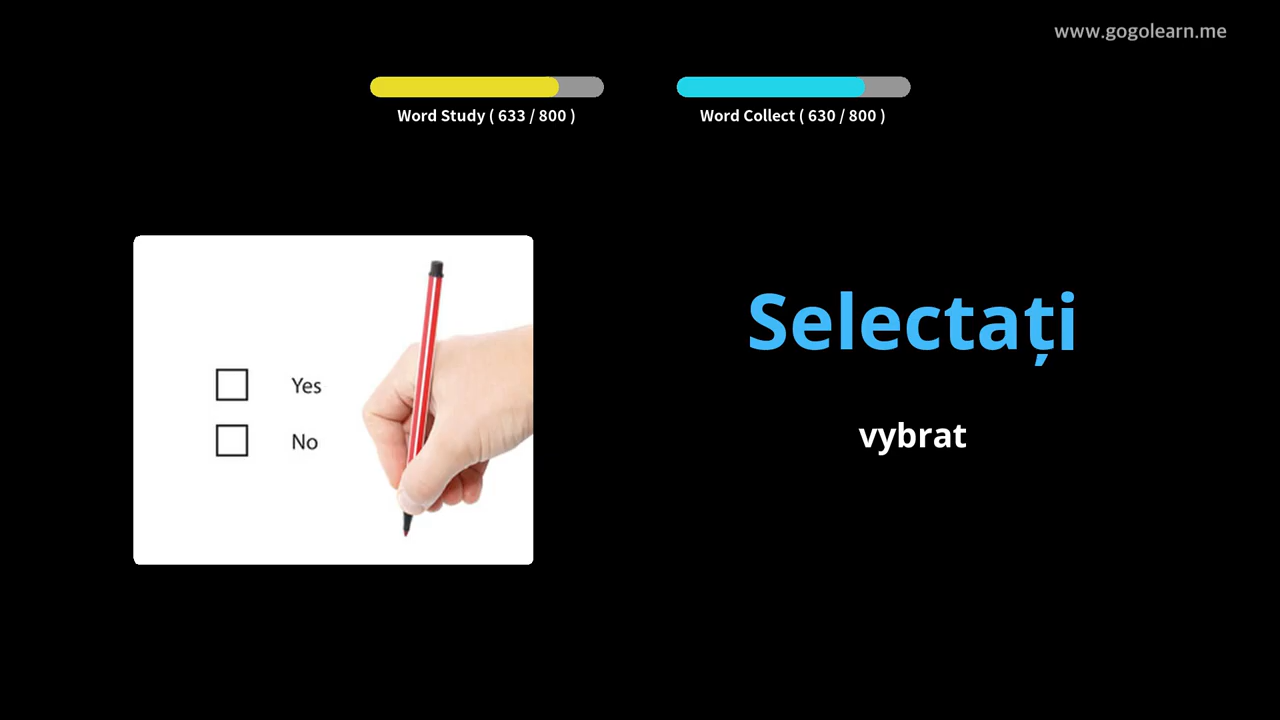 www.gogolearn.me
Word Study ( 633 / 800 )
Word Collect ( 630 / 800 )
Yes
No
Selectați
vybrat